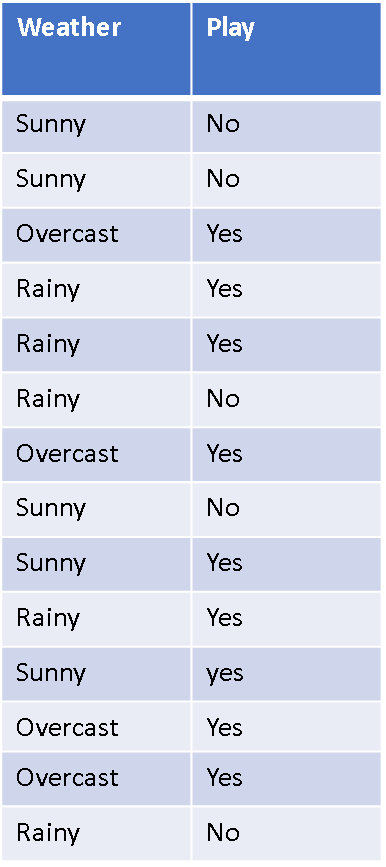 Weather Play
Sunny No
Sunny No
Overcast Yes
Rainy Yes
Rainy Yes
Rainy No
Overcast Yes
Sunny No
Sunny Yes
Rainy Yes
Sunny yes
Overcast Yes
Overcast Yes
Rainy No